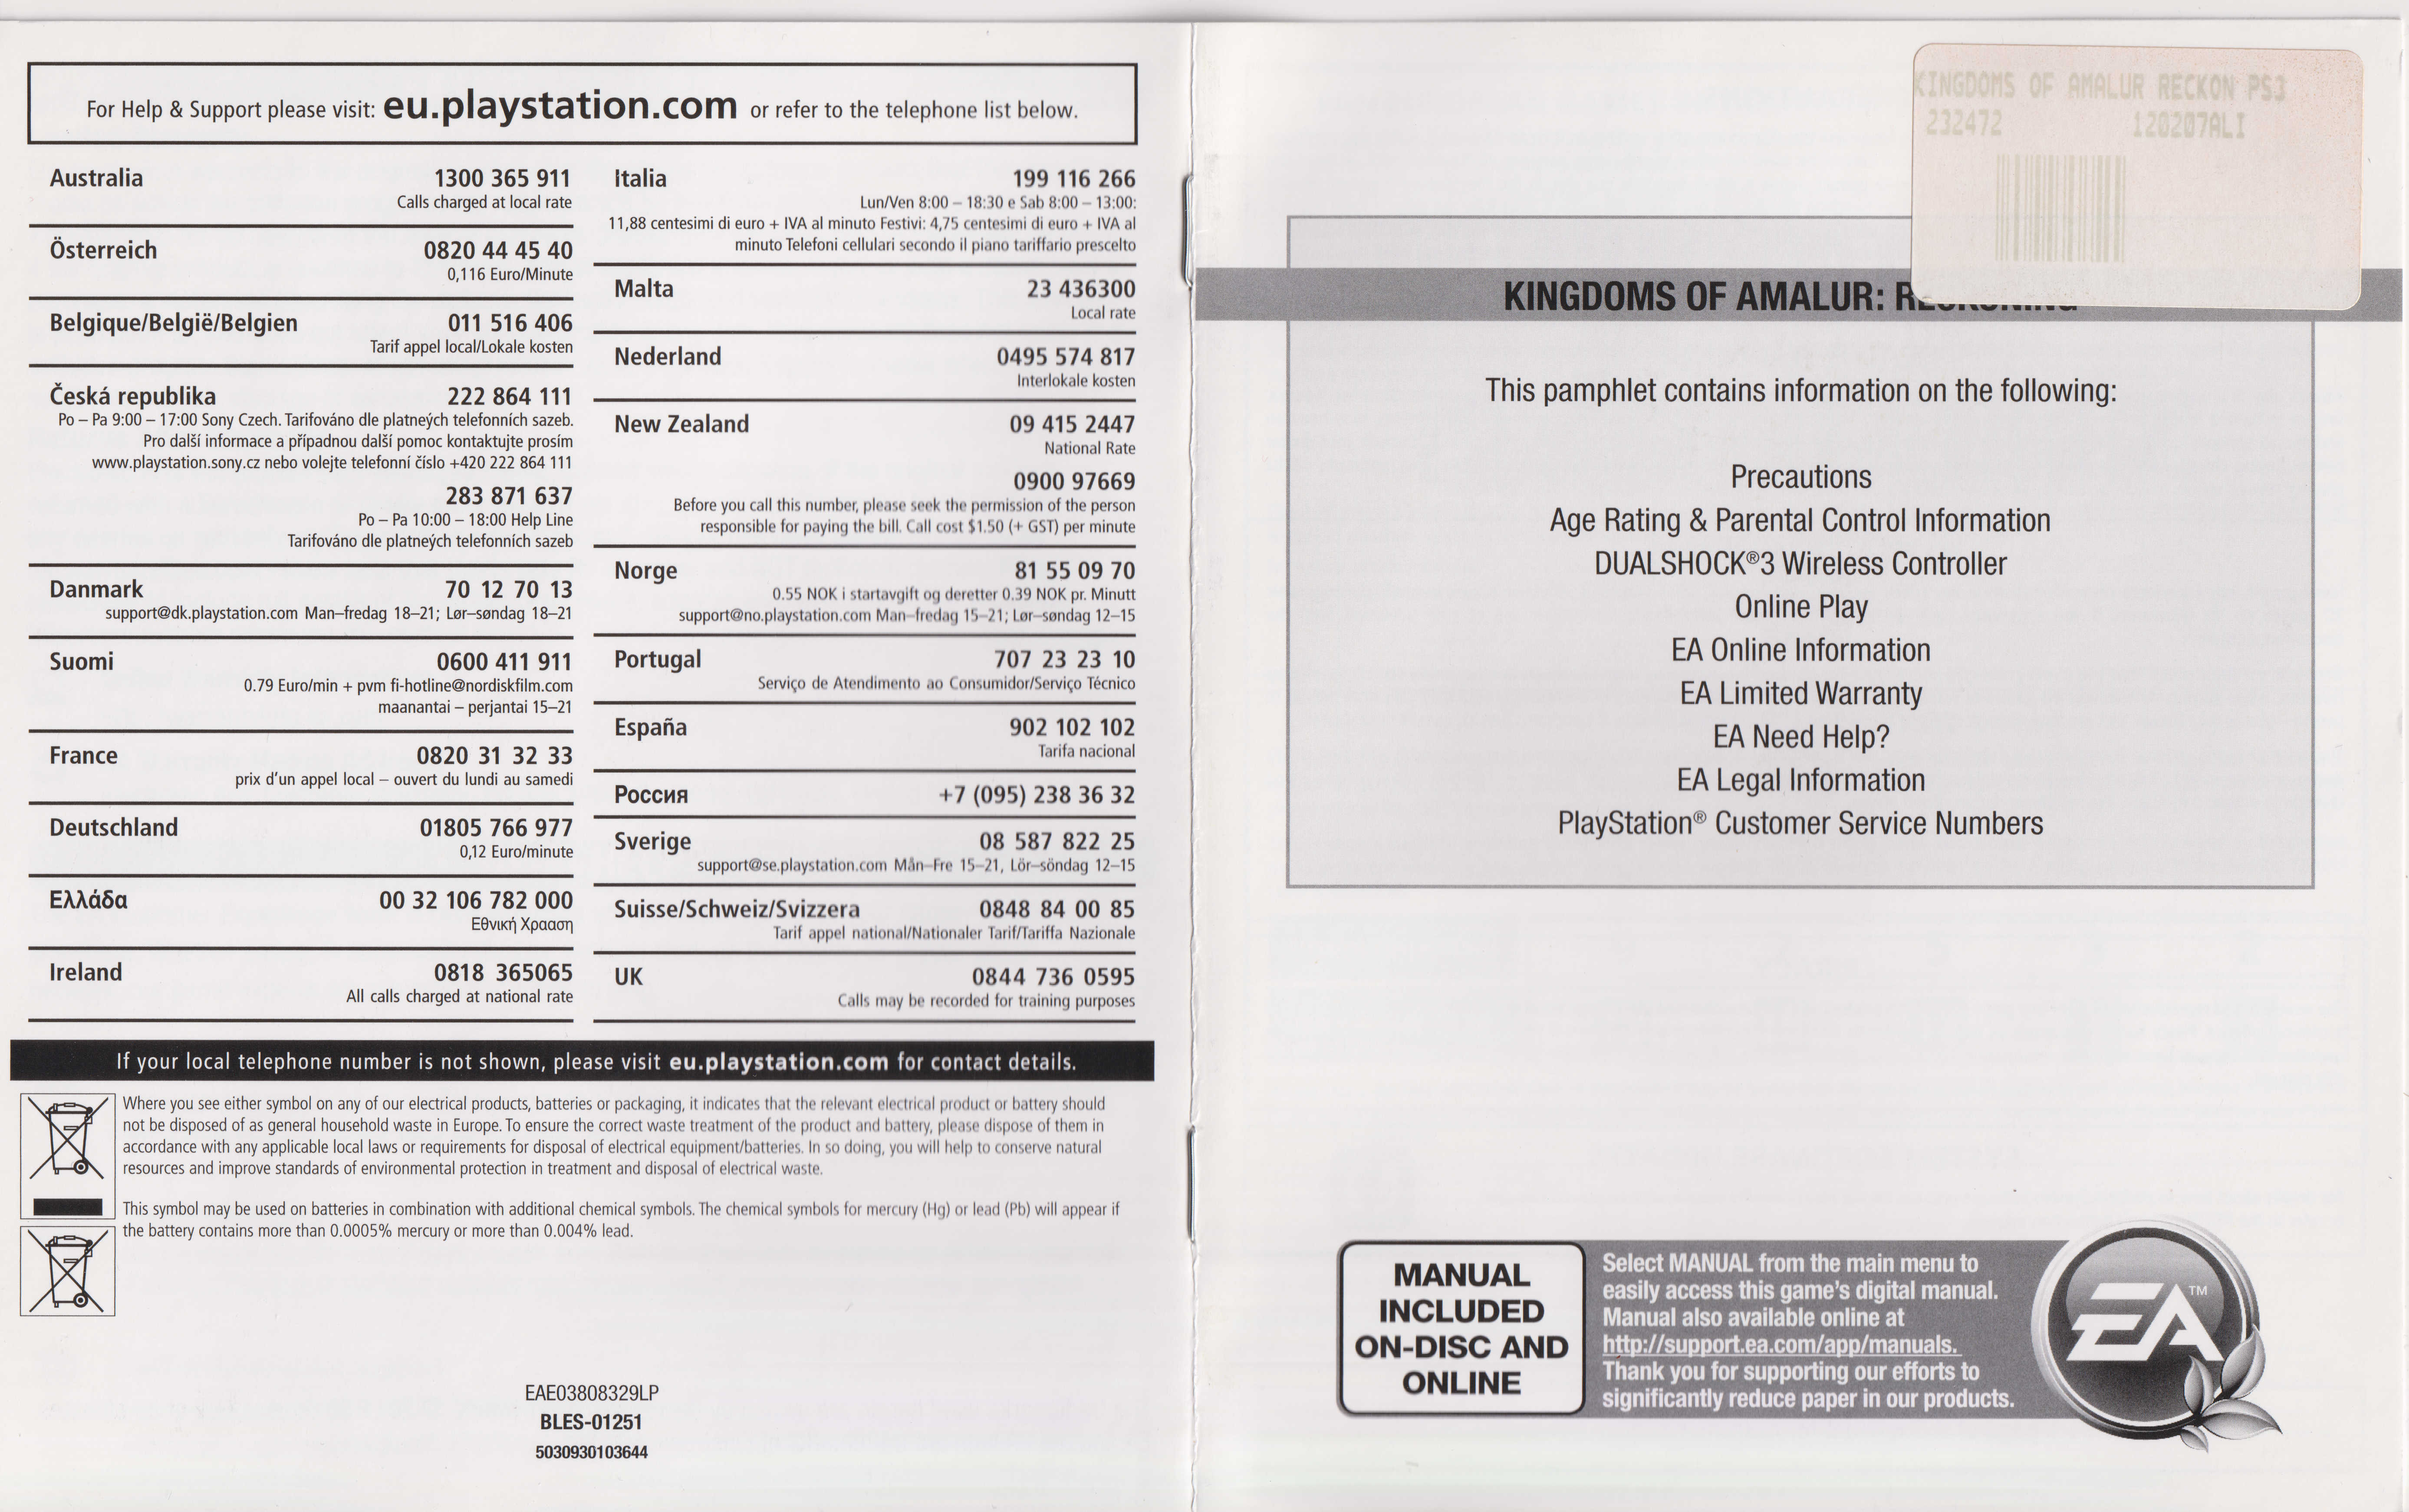 For Help & Support please visit: eu.playstation.com or refer to the telephone list below.
Australia 1300 365 911
Calls charged at local rate
Österreich 0820 44 45 40
0,116 Euro/Minute
Belgique/België/Belgien 011 516 406
Tarif appel local/Lokale kosten
Česká republika 222 864 111
Po – Pa 9:00 – 17:00 Sony Czech. Tarifováno dle platneých telefonních sazeb.
Pro další informace a případnou další pomoc kontaktujte prosím
www.playstation.sony.cz nebo volejte telefonní číslo +420 222 864 111
283 871 637
Po – Pa 10:00 – 18:00 Help Line
Tarifováno dle platneých telefonních sazeb
Danmark 70 12 70 13
support@dk.playstation.com Man–fredag 18–21; Lør–søndag 18–21
Suomi 0600 411 911
0.79 Euro/min + pvm fi-hotline@nordiskfilm.com
maanantai – perjantai 15–21
France 0820 31 32 33
prix d'un appel local – ouvert du lundi au samedi
Deutschland 01805 766 977
0,12 Euro/minute
Ελλάδα 00 32 106 782 000
Εθνική Χρααση
Ireland 0818 365065
All calls charged at national rate
Italia 199 116 266
Lun/Ven 8:00 – 18:30 e Sab 8:00 – 13:00:
11,88 centesimi di euro + IVA al minuto Festivi: 4,75 centesimi di euro + IVA al
minuto Telefoni cellulari secondo il piano tariffario prescelto
Malta 23 436300
Local rate
Nederland 0495 574 817
Interlokale kosten
New Zealand 09 415 2447
National Rate
0900 97669
Before you call this number, please seek the permission of the person
responsible for paying the bill. Call cost $1.50 (+ GST) per minute
Norge 81 55 09 70
0.55 NOK i startavgift og deretter 0.39 NOK pr. Minutt
support@no.playstation.com Man–fredag 15–21; Lør–søndag 12–15
Portugal 707 23 23 10
Serviço de Atendimento ao Consumidor/Serviço Técnico
España 902 102 102
Tarifa nacional
Россия +7 (095) 238 36 32
Sverige 08 587 822 25
support@se.playstation.com Mån–Fre 15–21, Lör–söndag 12–15
Suisse/Schweiz/Svizzera 0848 84 00 85
Tarif appel national/Nationaler Tarif/Tariffa Nazionale
UK 0844 736 0595
Calls may be recorded for training purposes
If your local telephone number is not shown, please visit eu.playstation.com for contact details.
Where you see either symbol on any of our electrical products, batteries or packaging, it indicates that the relevant electrical product or battery should
not be disposed of as general household waste in Europe. To ensure the correct waste treatment of the product and battery, please dispose of them in
accordance with any applicable local laws or requirements for disposal of electrical equipment/batteries. In so doing, you will help to conserve natural
resources and improve standards of environmental protection in treatment and disposal of electrical waste.
This symbol may be used on batteries in combination with additional chemical symbols. The chemical symbols for mercury (Hg) or lead (Pb) will appear if
the battery contains more than 0.0005% mercury or more than 0.004% lead.
EAE03808329LP
BLES-01251
5030930103644
KINGDOMS OF AMALUR RECKON PS3
232472 120207ALI
KINGDOMS OF AMALUR: RECKONING
This pamphlet contains information on the following:
Precautions
Age Rating & Parental Control Information
DUALSHOCK®3 Wireless Controller
Online Play
EA Online Information
EA Limited Warranty
EA Need Help?
EA Legal Information
PlayStation® Customer Service Numbers
MANUAL
INCLUDED
ON-DISC AND
ONLINE
Select MANUAL from the main menu to
easily access this game's digital manual.
Manual also available online at
http://support.ea.com/app/manuals.
Thank you for supporting our efforts to
significantly reduce paper in our products.
EA™